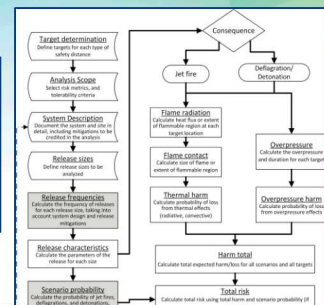 Target determination
Define targets for each type of
safety distance
Analysis Scope
Select risk metrics, and
tolerability criteria
System Description
Document the system and site in
detail, including mitigations to be
credited in the analysis
Release sizes
Define release sizes to be
analyzed
Release frequencies
Calculate the frequency of releases
for each release size, taking into
account system design and release
mitigations
Release characteristics
Calculate the parameters of the
release for each size
Scenario probability
Calculate the probability of jet fires,
deflagrations, and detonations,
Consequence
Jet fire
Deflagration/
Detonation
Flame radiation
Calculate heat flux or extent
of flammable region at each
target location
Flame contact
Calculate size of flame or
extent of flammable region
Thermal harm
Calculate probability of loss
from thermal effects
(radiative, convective)
Overpressure
Calculate the overpressure
and duration for each target
Overpressure harm
Calculate probability of loss
from overpressure effects
Harm total
Calculate total expected harm/loss for all scenarios and all targets
Total risk
Calculate total risk using total harm and scenario probability (if